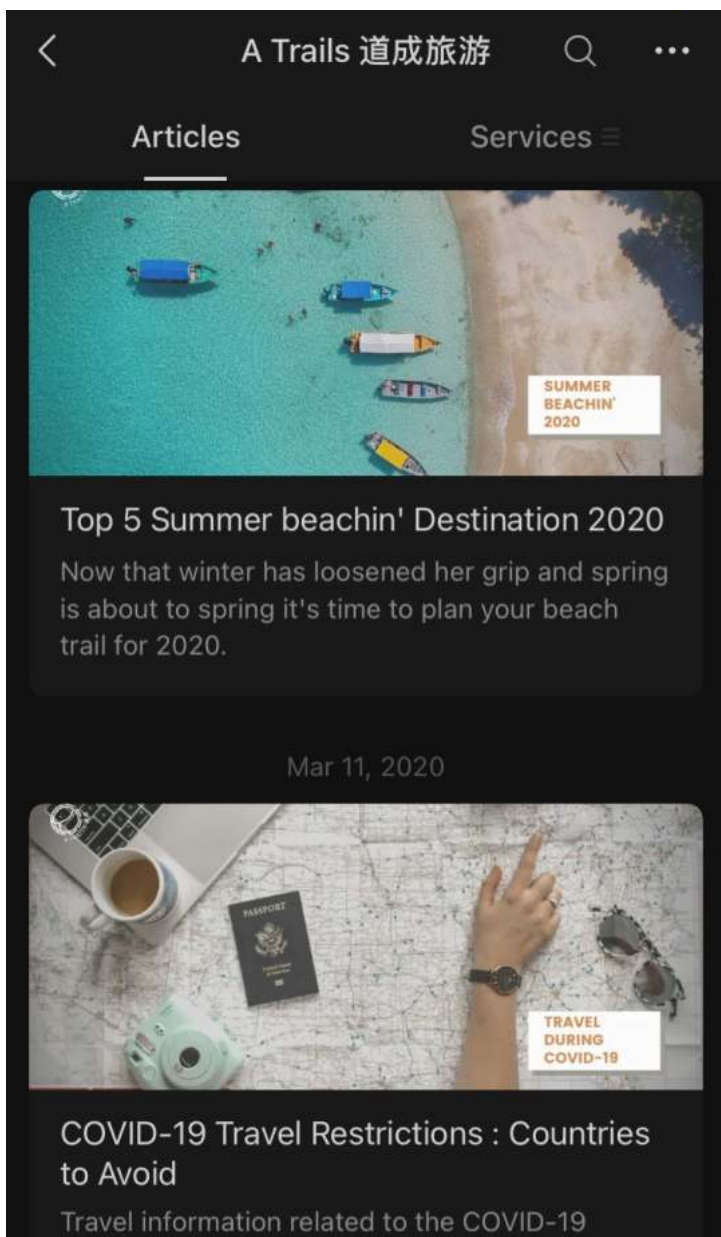 A Trails 道成旅游
Articles
Services
SUMMER
BEACHIN'
2020
Top 5 Summer beachin' Destination 2020
Now that winter has loosened her grip and spring
is about to spring it's time to plan your beach
trail for 2020.
Mar 11, 2020
PASSPORT
TRAVEL
DURING
COVID-19
COVID-19 Travel Restrictions : Countries
to Avoid
Travel information related to the COVID-19